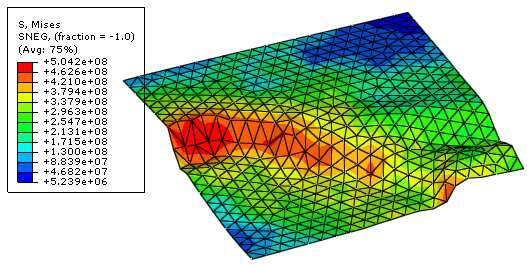 S, Mises
SNEG, (fraction = -1.0)
(Avg: 75%)
+5.042e+08
+4.626e+08
+4.210e+08
+3.794e+08
+3.379e+08
+2.963e+08
+2.547e+08
+2.131e+08
+1.715e+08
+1.300e+08
+8.839e+07
+4.682e+07
+5.239e+06